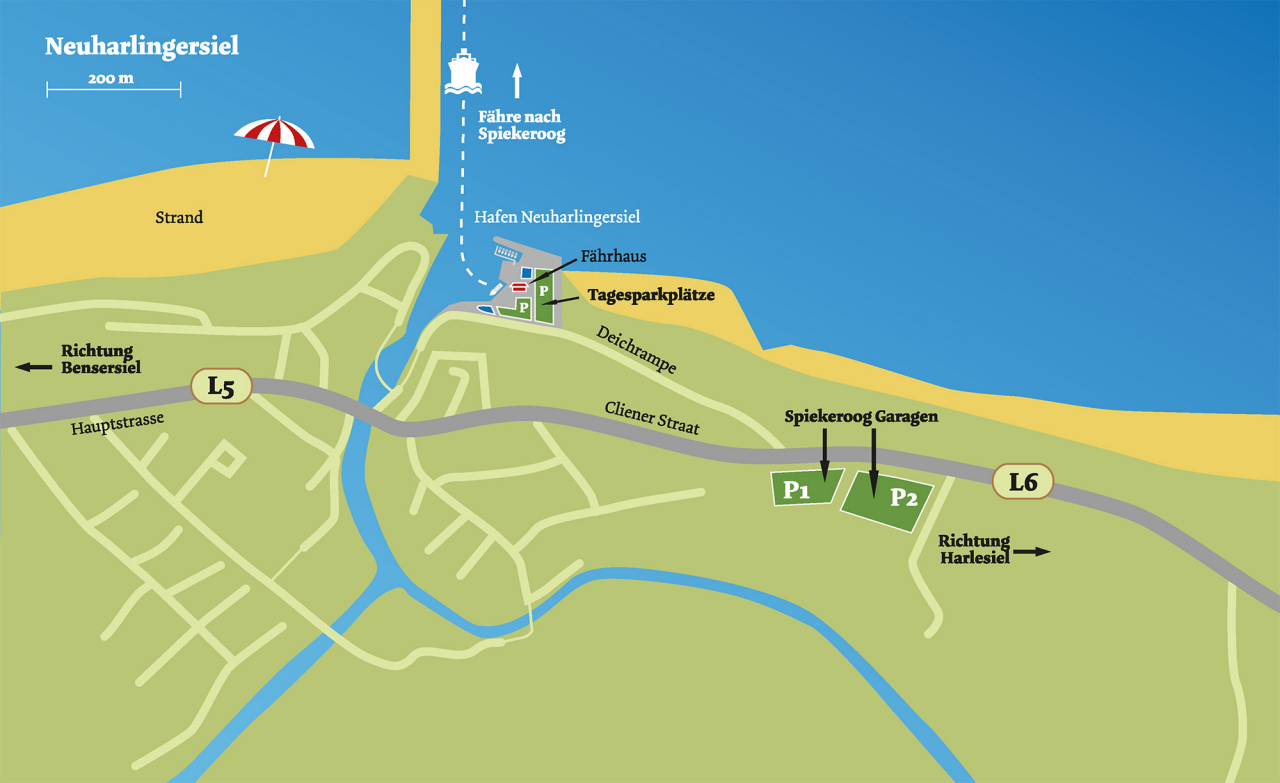 Neuharlingersiel
200 m
Fähre nach
Spiekeroog
Strand
Hafen Neuharlingersiel
Fährhaus
P
Tagesparkplätze
P
Deichrampe
Richtung
Bensersiel
L5
Hauptstrasse
Cliener Straat
Spiekeroog Garagen
P1
P2
L6
Richtung
Harlesiel